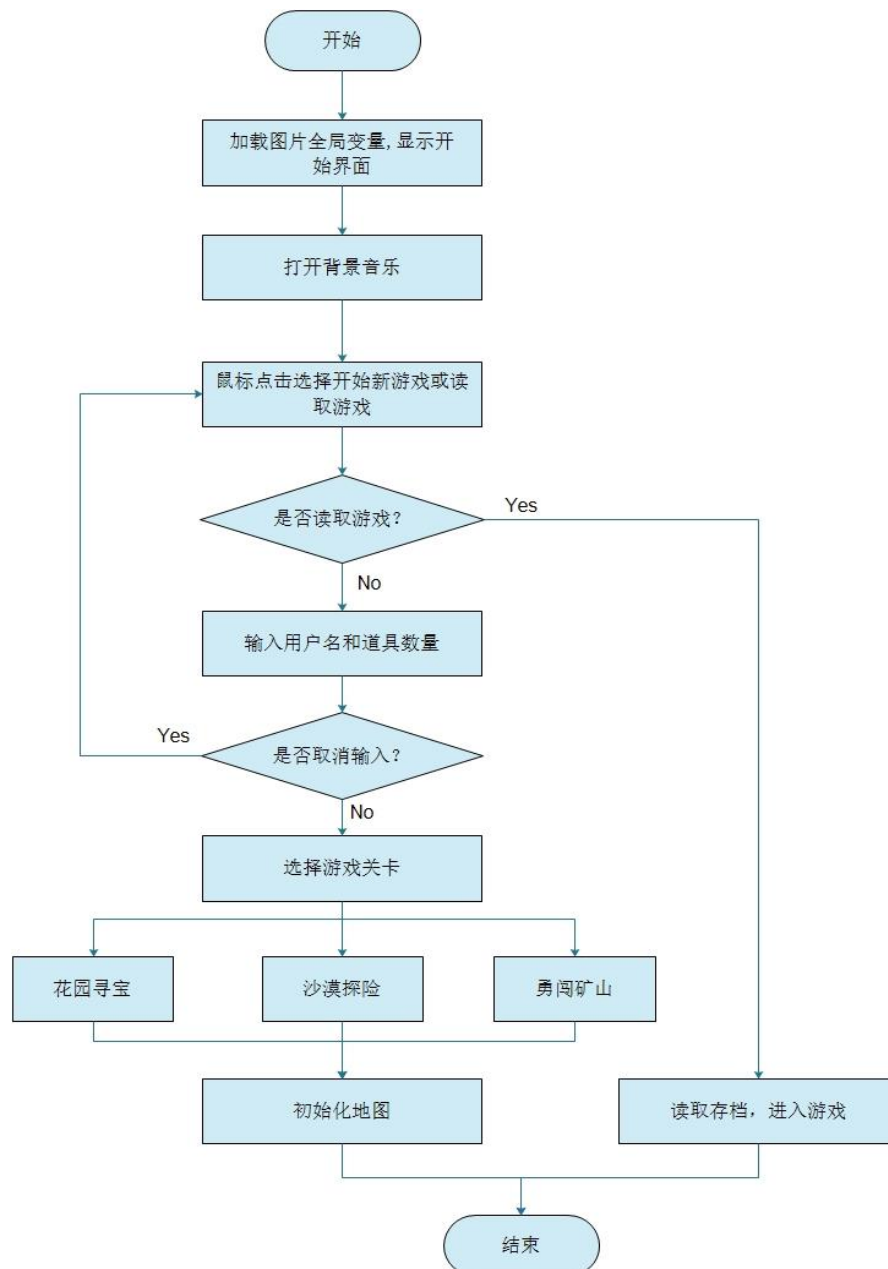 开始
加载图片全局变量,显示开
始界面
打开背景音乐
鼠标点击选择开始新游戏或读
取游戏
是否读取游戏？
Yes
No
输入用户名和道具数量
Yes
是否取消输入？
No
选择游戏关卡
花园寻宝
沙漠探险
勇闯矿山
初始化地图
读取存档，进入游戏
结束